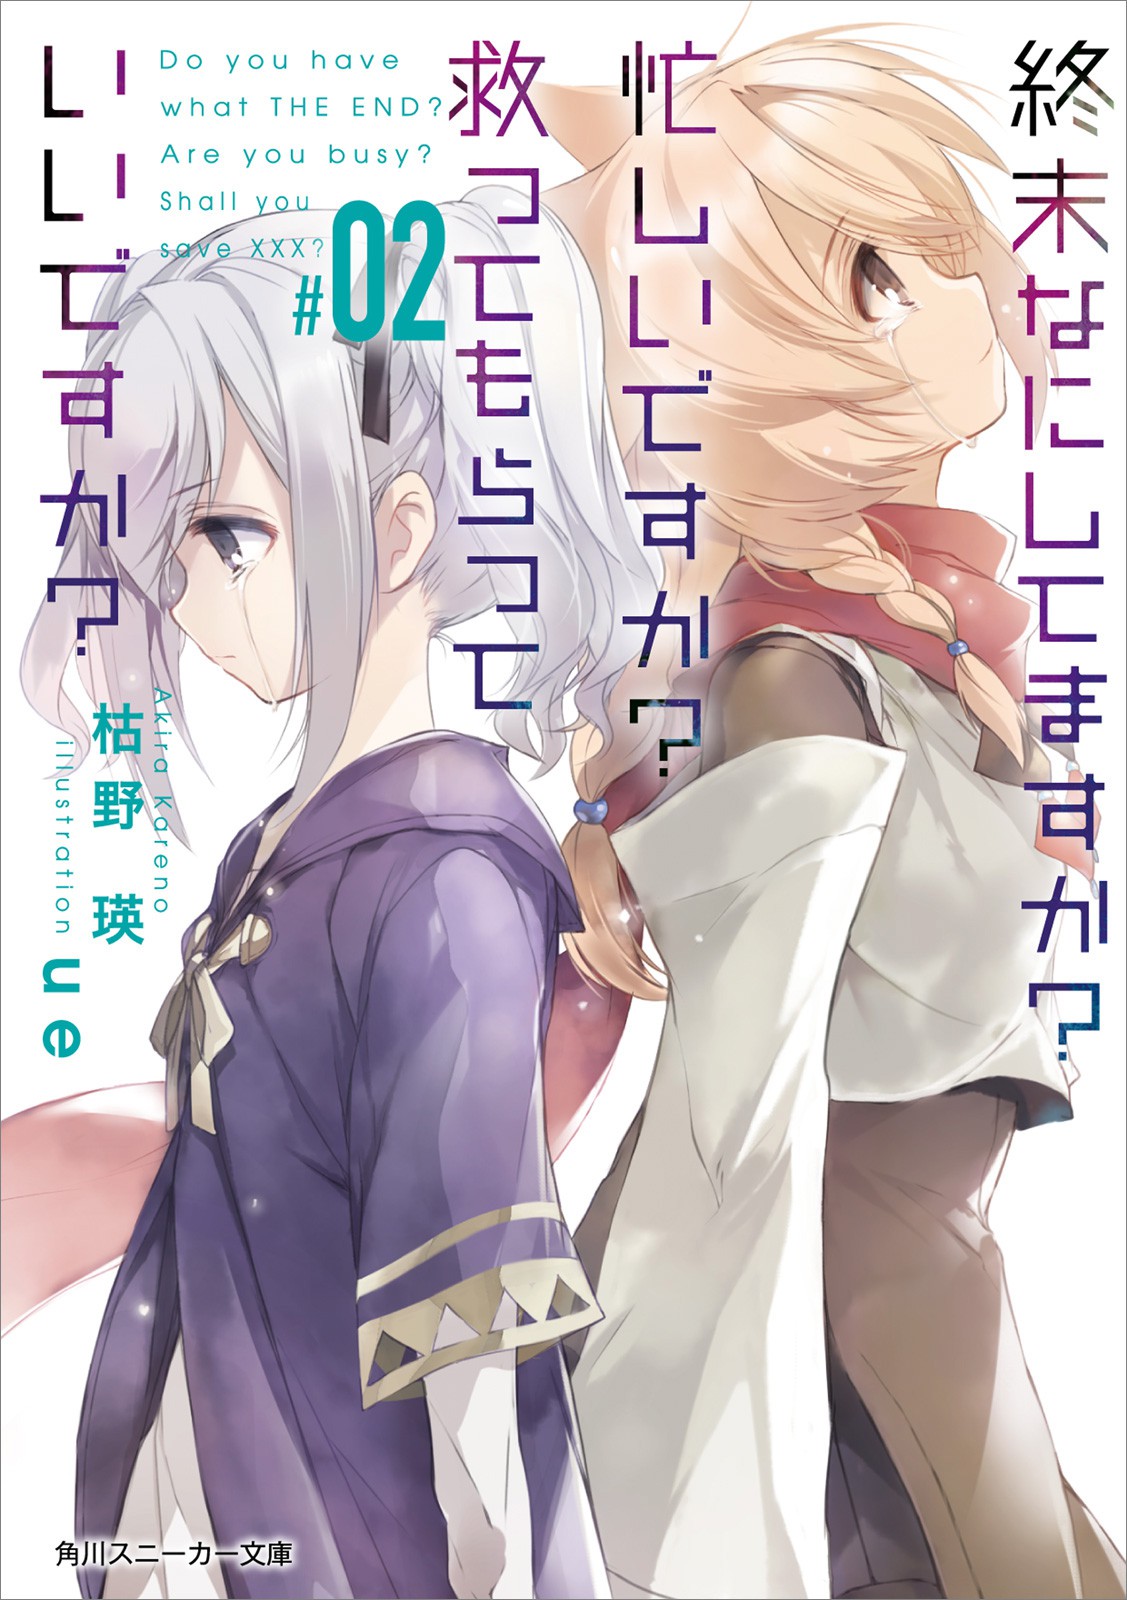 終末なにしてますか?
忙しいですか?
救ってもらって
いいですか?
Do you have
what THE END?
Are you busy?
Shall you
save XXX?
#02
枯野 瑛
Akira Kareno
illustration
ue
角川スニーカー文庫